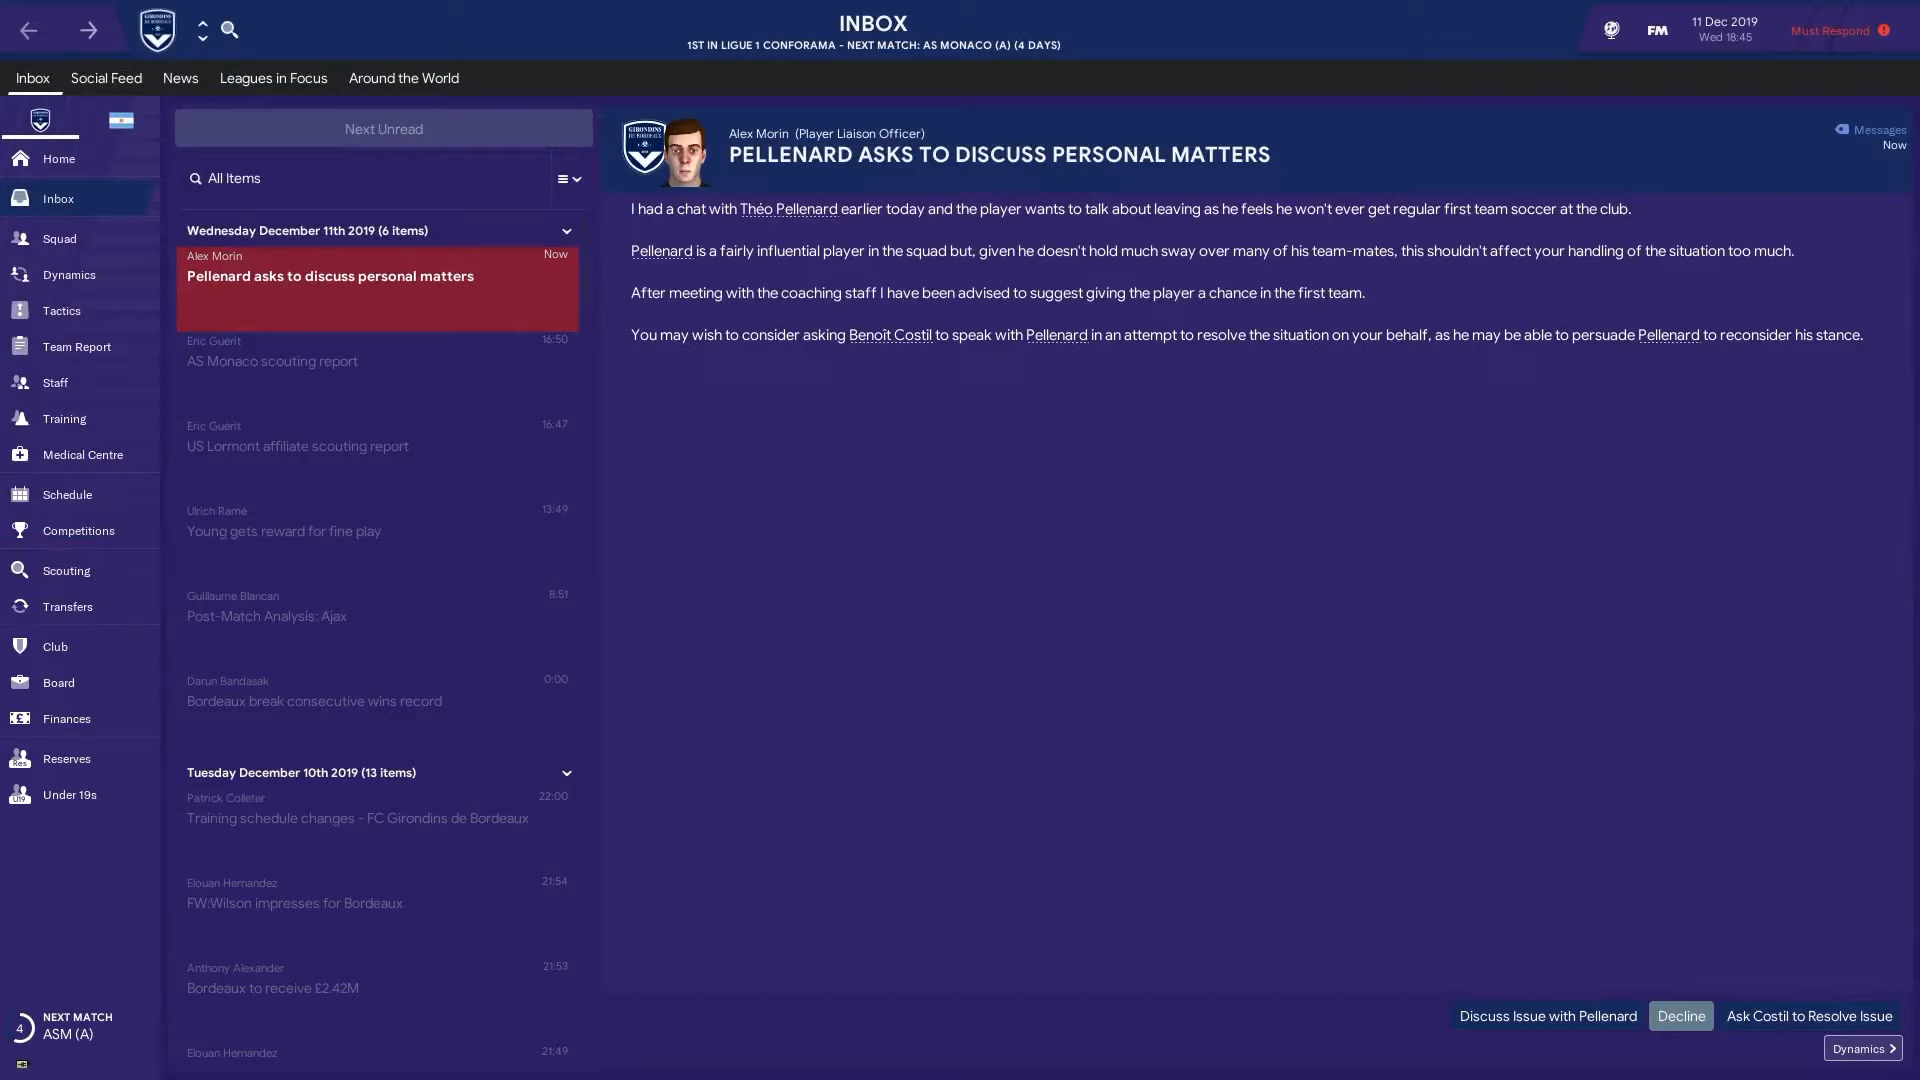 INBOX
1ST IN LIGUE 1 CONFORAMA - NEXT MATCH: AS MONACO (A) (4 DAYS)
FM
11 Dec 2019
Wed 18:45
Must Respond
Inbox
Social Feed
News
Leagues in Focus
Around the World
Home
Inbox
Squad
Dynamics
Tactics
Team Report
Staff
Training
Medical Centre
Schedule
Competitions
Scouting
Transfers
Club
Board
Finances
Res
Reserves
U19
Under 19s
4
NEXT MATCH
ASM (A)
Next Unread
All Items
Wednesday December 11th 2019 (6 items)
Alex Morin
Now
Pellenard asks to discuss personal matters
Eric Guérit
16:50
AS Monaco scouting report
Eric Guérit
16:47
US Lormont affiliate scouting report
Ulrich Ramé
13:49
Young gets reward for fine play
Guillaume Blancan
8:51
Post-Match Analysis: Ajax
Darun Bandasak
0:00
Bordeaux break consecutive wins record
Tuesday December 10th 2019 (13 items)
Patrick Colleter
22:00
Training schedule changes - FC Girondins de Bordeaux
Elouan Hernandez
21:54
FW:Wilson impresses for Bordeaux
Anthony Alexander
21:53
Bordeaux to receive £2.42M
Elouan Hernandez
21:49
GIRONDINS
DE BORDEAUX
Alex Morin (Player Liaison Officer)
PELLENARD ASKS TO DISCUSS PERSONAL MATTERS
Messages
Now
I had a chat with Théo Pellenard earlier today and the player wants to talk about leaving as he feels he won't ever get regular first team soccer at the club.
Pellenard is a fairly influential player in the squad but, given he doesn't hold much sway over many of his team-mates, this shouldn't affect your handling of the situation too much.
After meeting with the coaching staff I have been advised to suggest giving the player a chance in the first team.
You may wish to consider asking Benoît Costil to speak with Pellenard in an attempt to resolve the situation on your behalf, as he may be able to persuade Pellenard to reconsider his stance.
Discuss Issue with Pellenard
Decline
Ask Costil to Resolve Issue
Dynamics